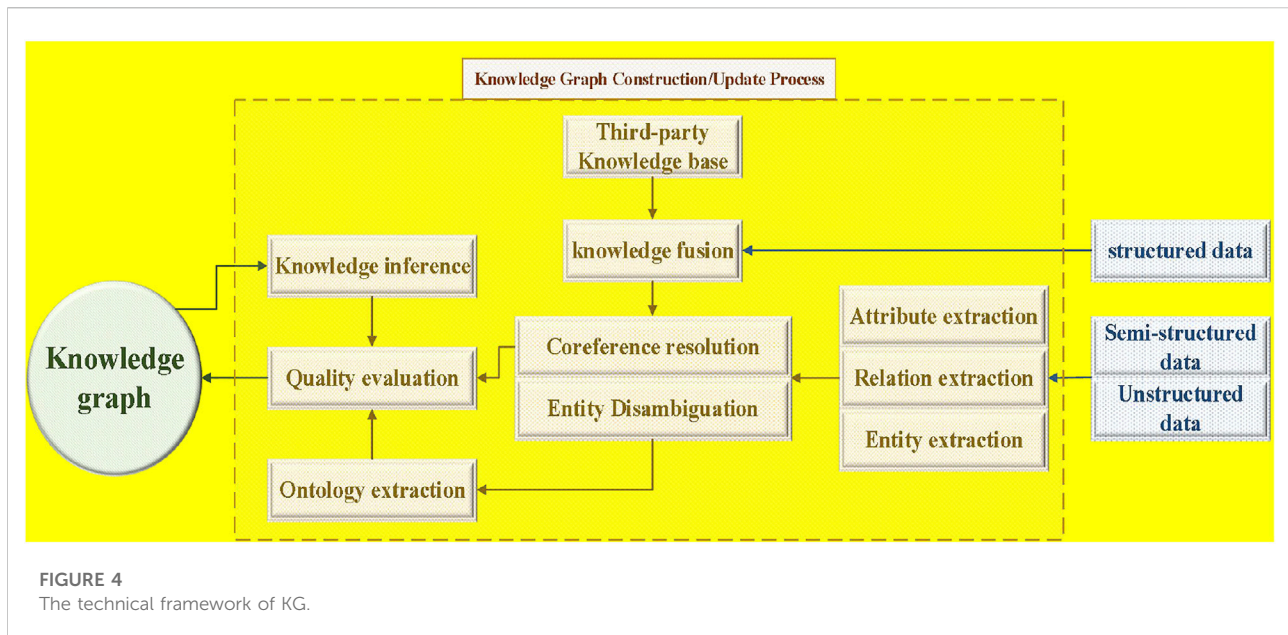 Knowledge Graph Construction/Update Process
Third-party
Knowledge base
knowledge fusion
structured data
Knowledge inference
Attribute extraction
Coreference resolution
Semi-structured
data
Knowledge
graph
Quality evaluation
Relation extraction
Entity Disambiguation
Unstructured
data
Entity extraction
Ontology extraction
FIGURE 4
The technical framework of KG.